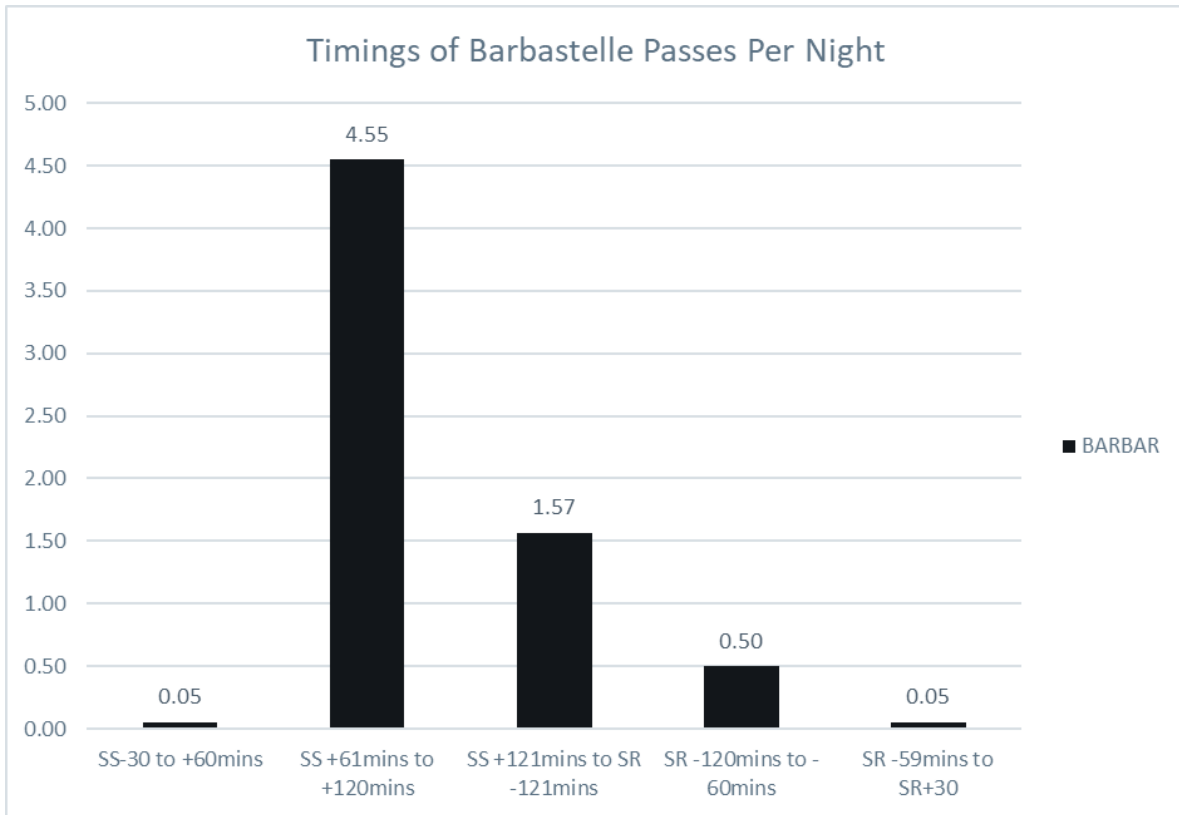 Timings of Barbastelle Passes Per Night
5.00
4.50
4.00
3.50
3.00
2.50
2.00
1.50
1.00
0.50
0.00
0.05
4.55
1.57
0.50
0.05
SS-30 to +60mins
SS +61mins to
+120mins
SS +121mins to SR
-121mins
SR -120mins to -
60mins
SR -59mins to
SR+30
BARBAR